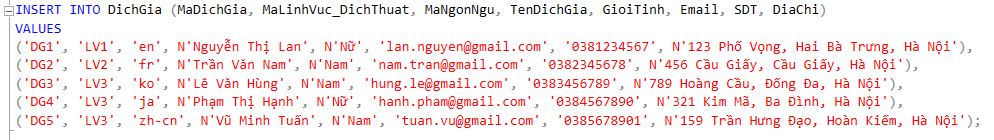 INSERT INTO DichGia (MaDichGia, MaLinhVuc_DichThuat, MaNgonNgu, TenDichGia, GioiTinh, Email, SDT, DiaChi)
VALUES
('DG1', 'LV1', 'en', N'Nguyễn Thị Lan', N'Nữ', 'lan.nguyen@gmail.com', '0381234567', N'123 Phố Vọng, Hai Bà Trưng, Hà Nội'),
('DG2', 'LV2', 'fr', N'Trần Văn Nam', N'Nam', 'nam.tran@gmail.com', '0382345678', N'456 Cầu Giấy, Cầu Giấy, Hà Nội'),
('DG3', 'LV3', 'ko', N'Lê Văn Hùng', N'Nam', 'hung.le@gmail.com', '0383456789', N'789 Hoàng Cầu, Đống Đa, Hà Nội'),
('DG4', 'LV3', 'ja', N'Phạm Thị Hạnh', N'Nữ', 'hanh.pham@gmail.com', '0384567890', N'321 Kim Mã, Ba Đình, Hà Nội'),
('DG5', 'LV3', 'zh-cn', N'Vũ Minh Tuấn', N'Nam', 'tuan.vu@gmail.com', '0385678901', N'159 Trần Hưng Đạo, Hoàn Kiếm, Hà Nội');